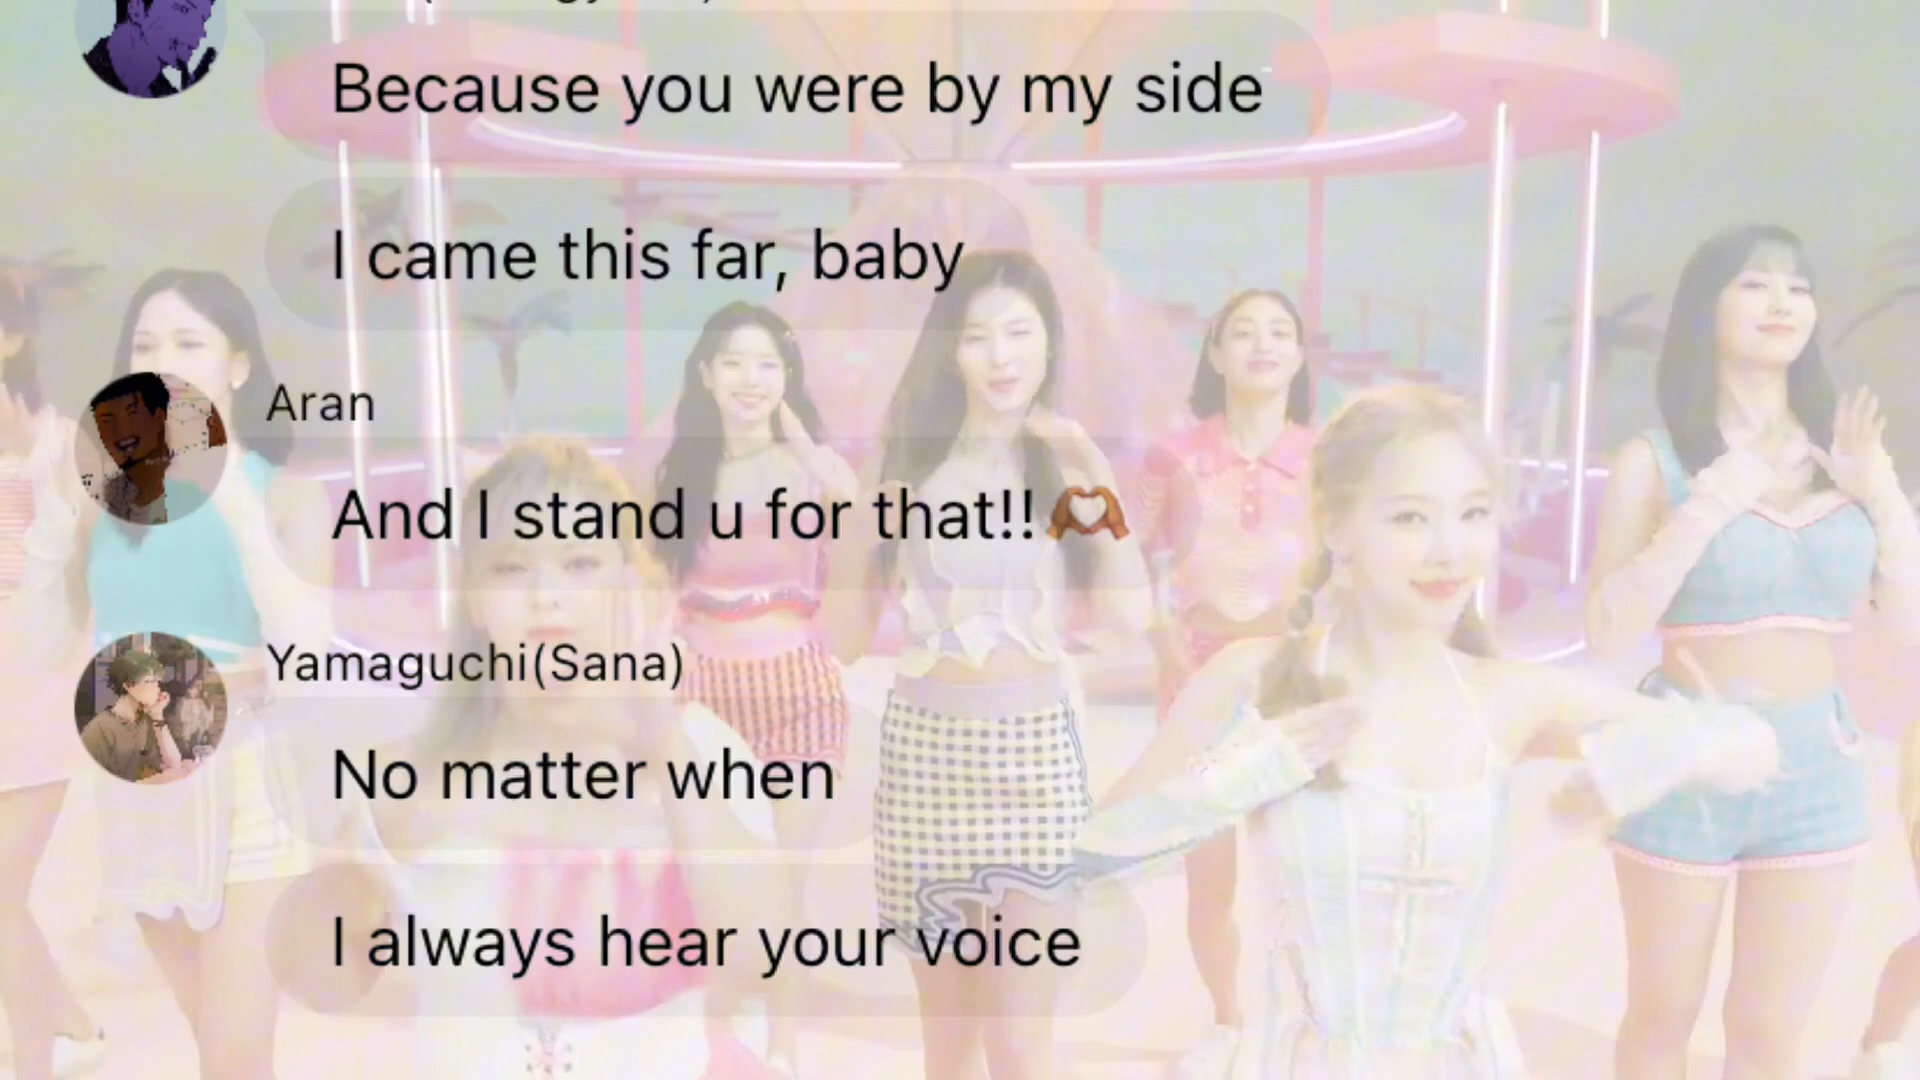 Because you were by my side
I came this far, baby
Aran
And I stand u for that!!🫶🏾
Yamaguchi(Sana)
No matter when
I always hear your voice